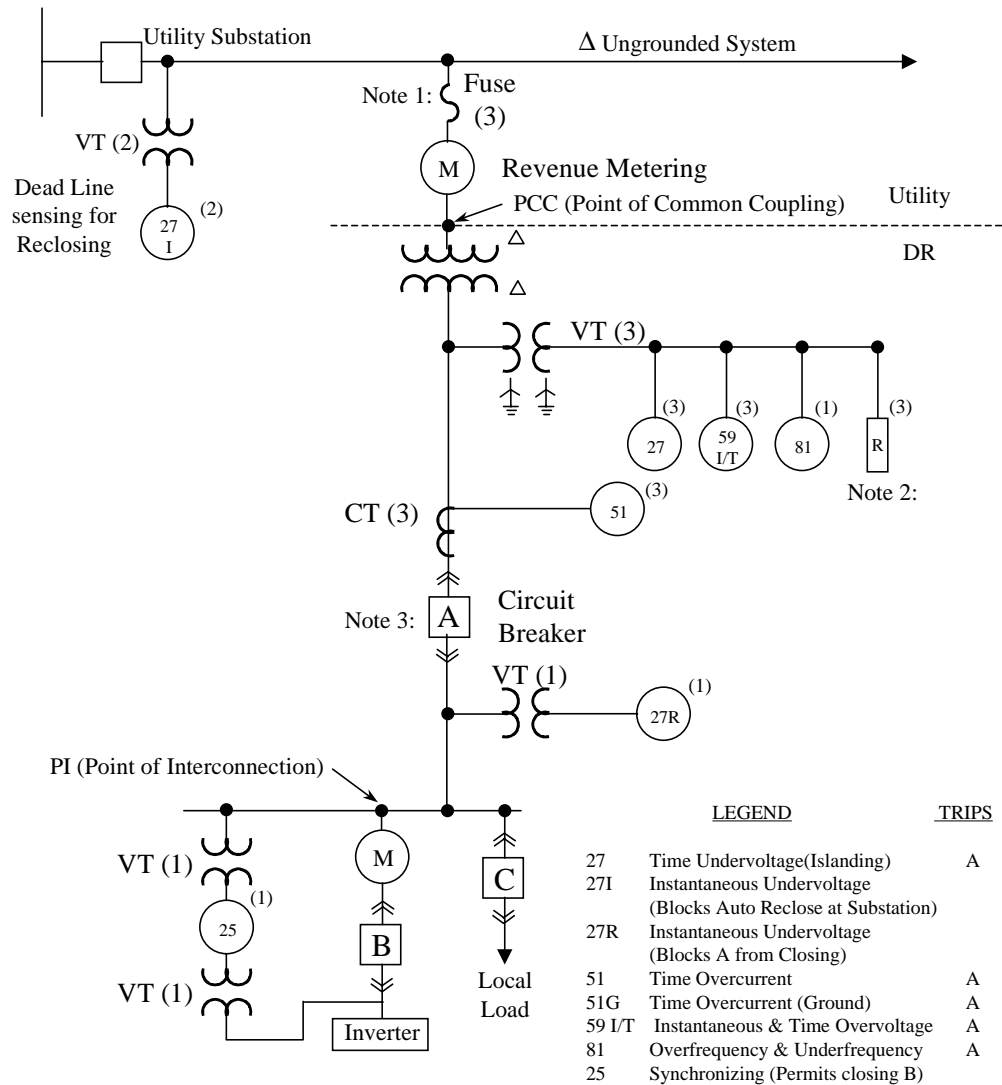 Utility Substation
Δ Ungrounded System
Note 1:
Fuse
(3)
VT (2)
M
Revenue Metering
Dead Line
sensing for
Reclosing
(2)
27
I
PCC (Point of Common Coupling)
Utility
DR
Δ
Δ
VT (3)
(3)
(3)
(1)
(3)
27
59
I/T
81
R
Note 2:
CT (3)
(3)
51
Note 3:
A
Circuit
Breaker
VT (1)
(1)
27R
PI (Point of Interconnection)
VT (1)
M
(1)
25
C
B
VT (1)
Local
Load
Inverter
LEGEND TRIPS
27 Time Undervoltage(Islanding) A
27I Instantaneous Undervoltage
(Blocks Auto Reclose at Substation)
27R Instantaneous Undervoltage
(Blocks A from Closing)
51 Time Overcurrent A
51G Time Overcurrent (Ground) A
59 I/T Instantaneous & Time Overvoltage A
81 Overfrequency & Underfrequency A
25 Synchronizing (Permits closing B)